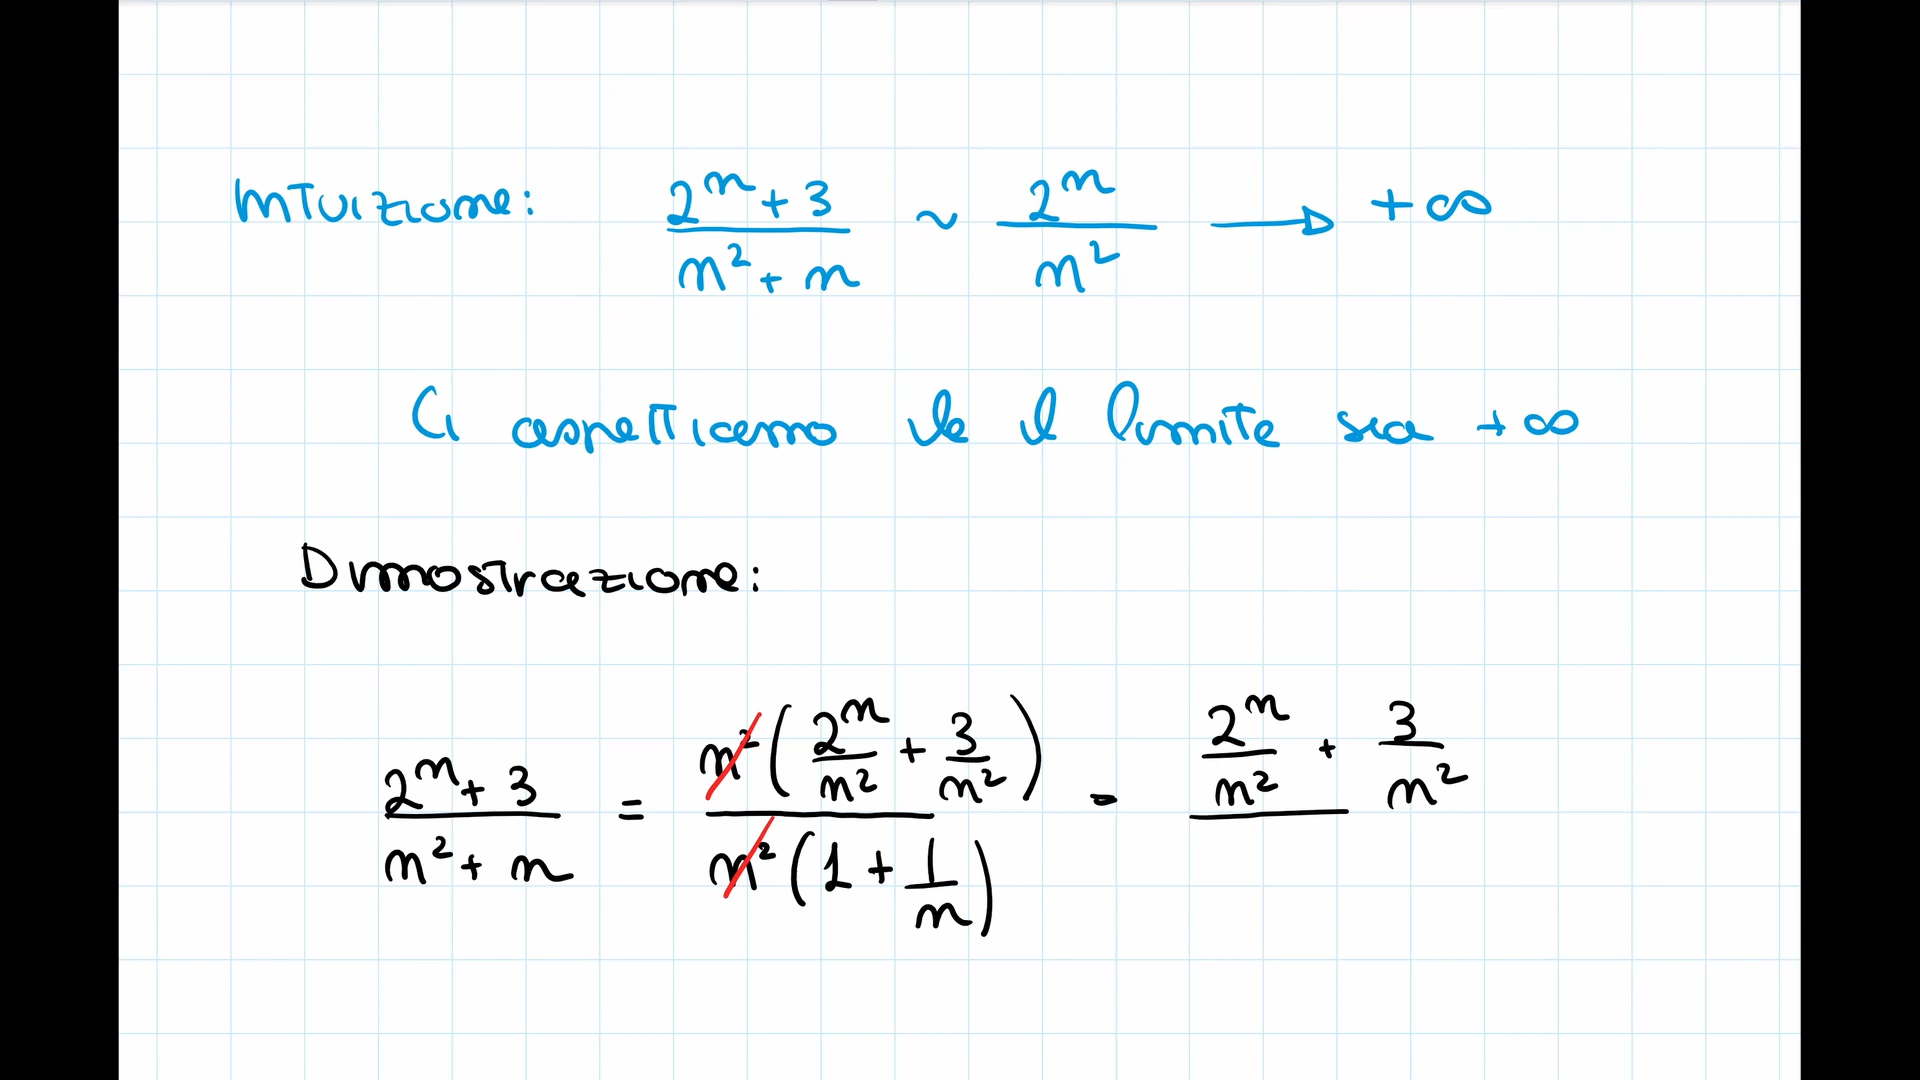 Intuizione: (2^n + 3)/(n^2 + n) ~ 2^n/n^2 → +∞
Ci aspettiamo che il limite sia +∞
Dimostrazione:
(2^n + 3)/(n^2 + n) = n^2(2^n/n^2 + 3/n^2)/n^2(1 + 1/n) = 2^n/n^2 + 3/n^2